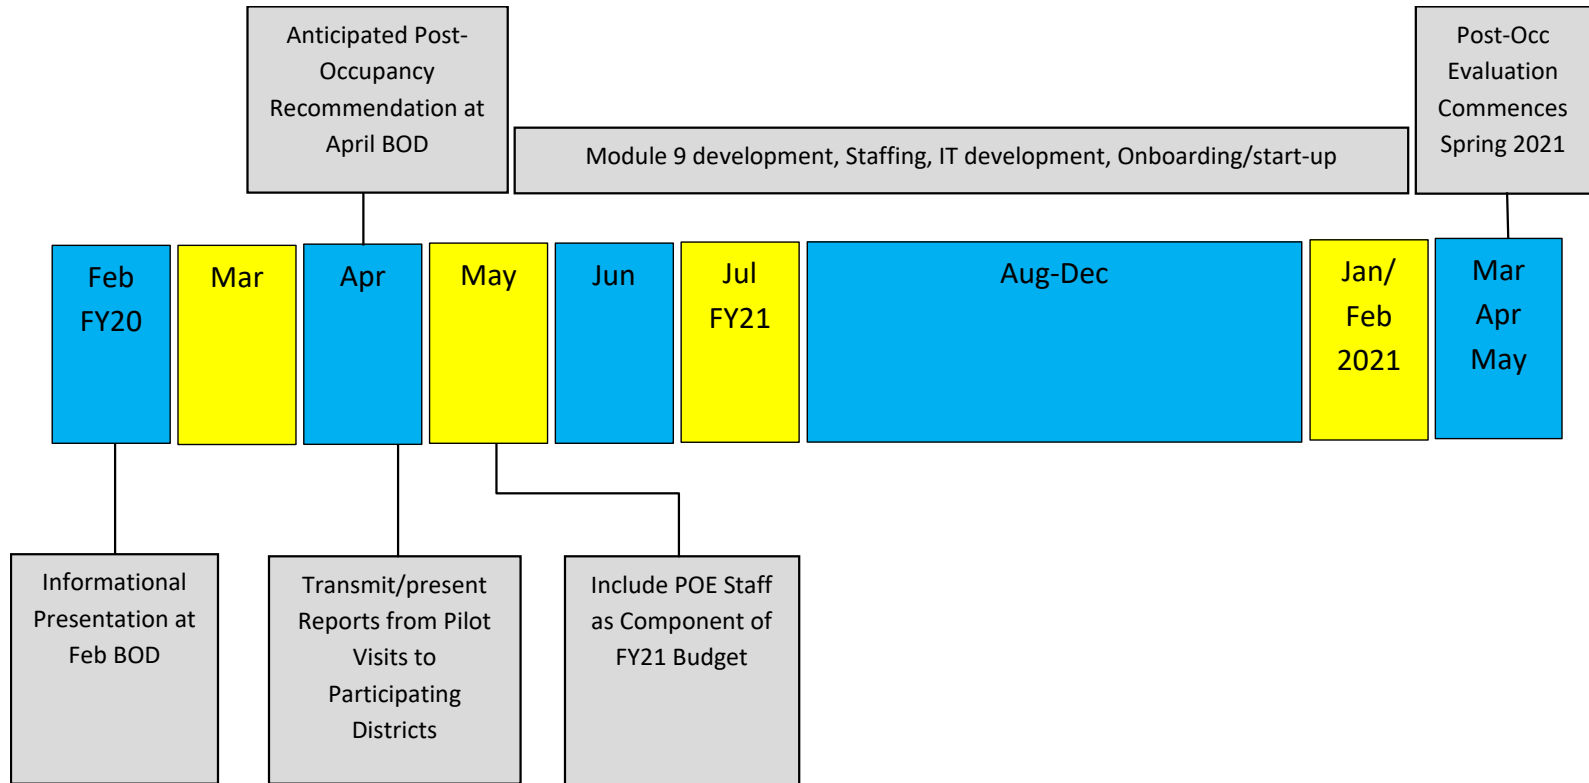 Anticipated Post-
Occupancy
Recommendation at
April BOD
Module 9 development, Staffing, IT development, Onboarding/start-up
Post-Occ
Evaluation
Commences
Spring 2021
Feb
FY20
Mar
Apr
May
Jun
Jul
FY21
Aug-Dec
Jan/
Feb
2021
Mar
Apr
May
Informational
Presentation at
Feb BOD
Transmit/present
Reports from Pilot
Visits to
Participating
Districts
Include POE Staff
as Component of
FY21 Budget